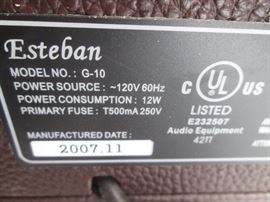 Esteban
MODEL NO. : G-10
POWER SOURCE : ~120V 60Hz
POWER CONSUMPTION : 12W
PRIMARY FUSE : T500mA 250V
MANUFACTURED DATE :
2007.11
C UL US
LISTED
E232507
Audio Equipment
42TT